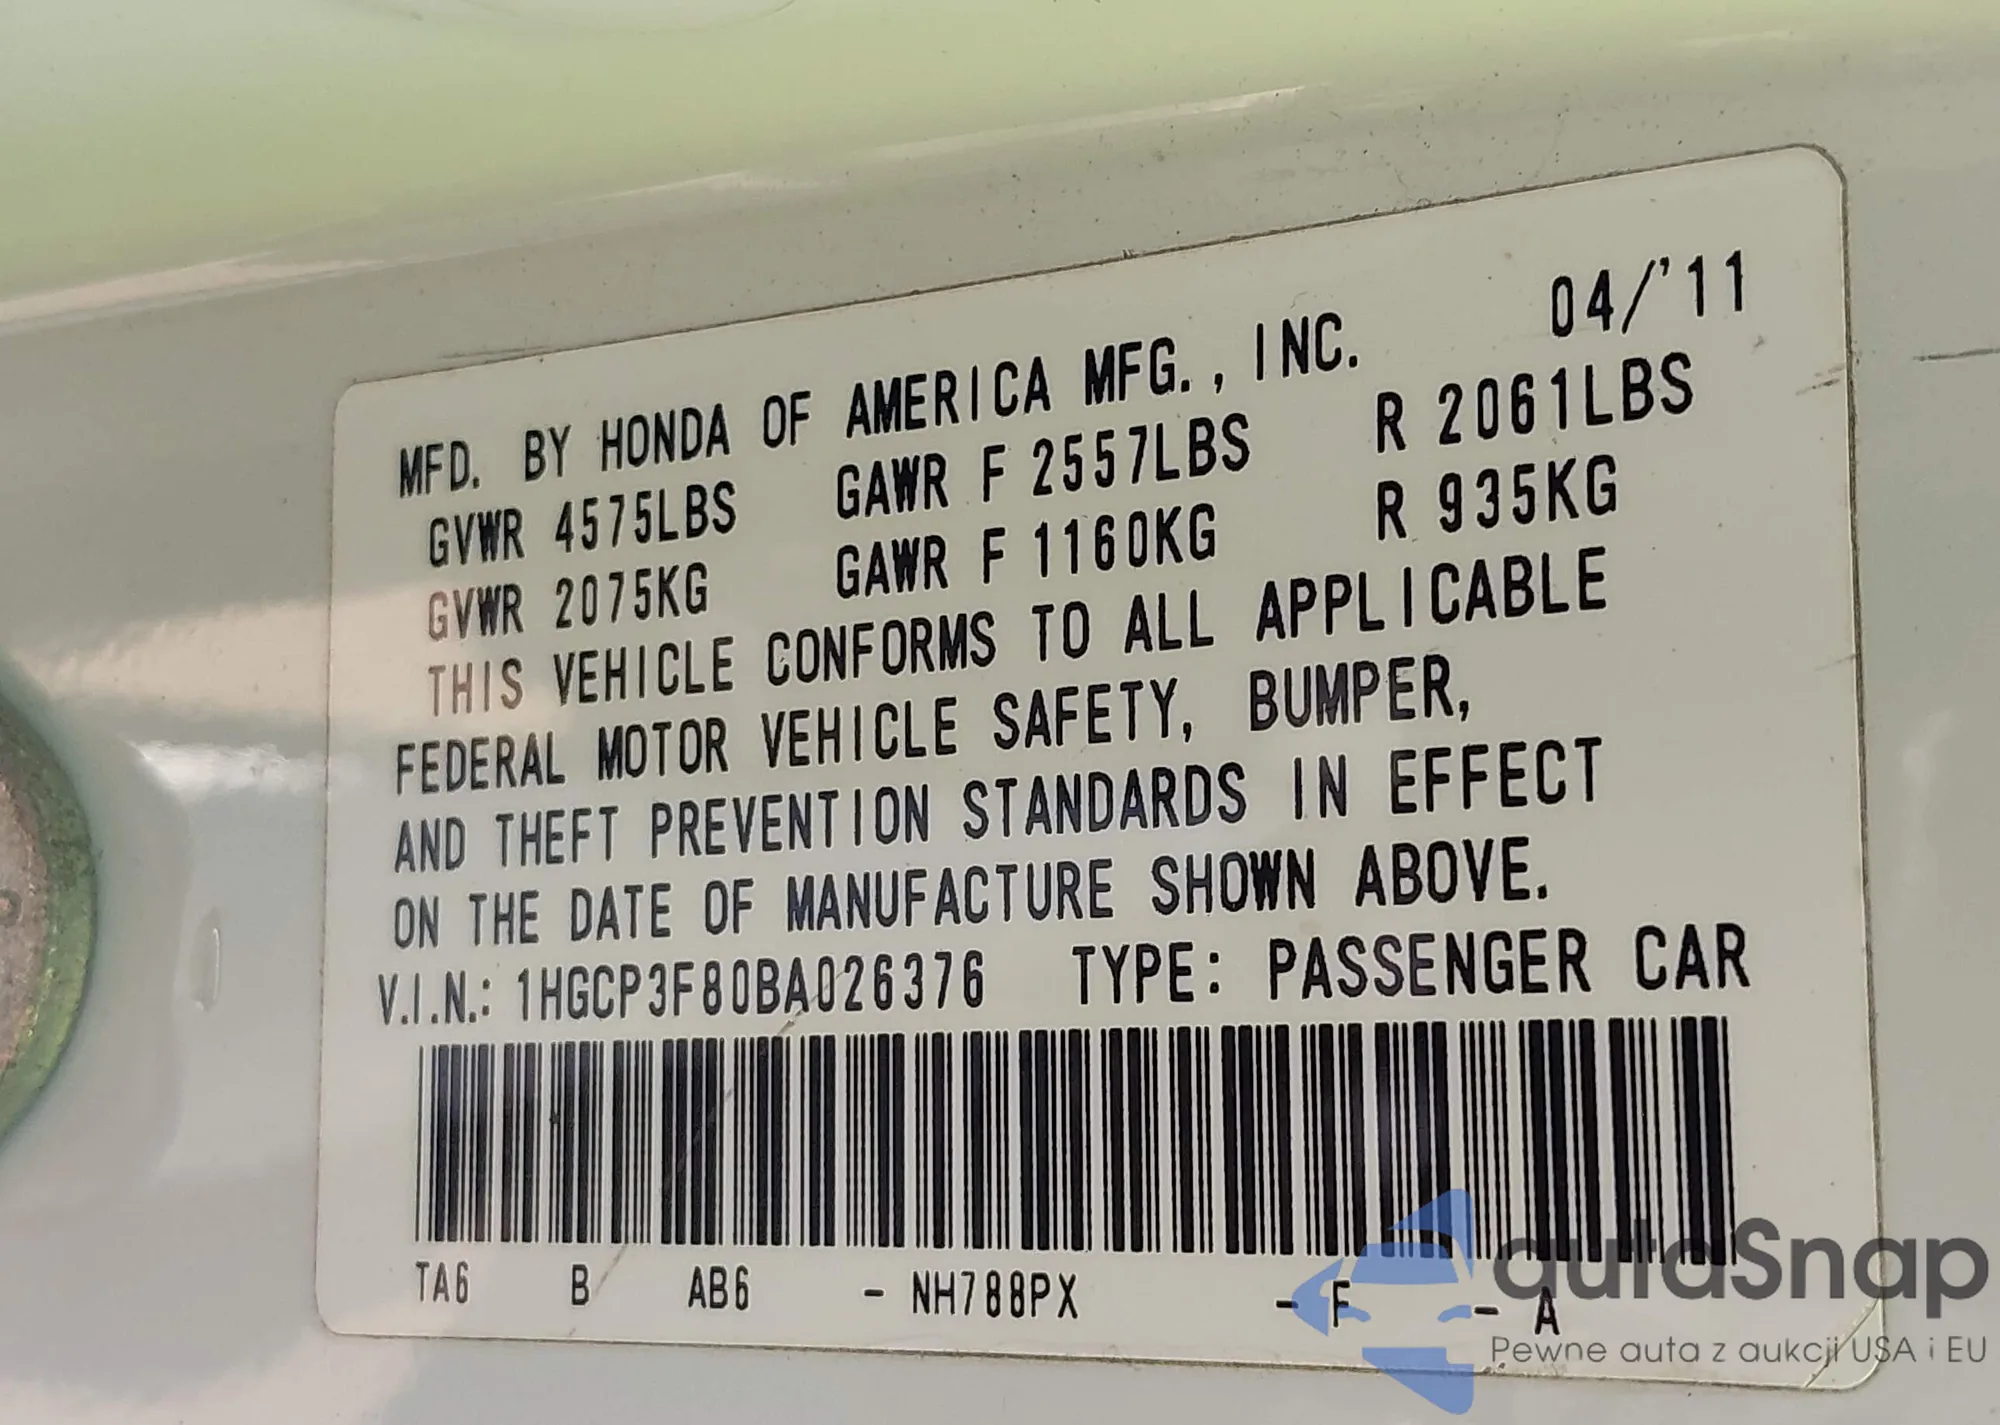 04/'11
MFD. BY HONDA OF AMERICA MFG., INC.
GVWR 4575LBS GAWR F 2557LBS R 2061LBS
GVWR 2075KG GAWR F 1160KG R 935KG
THIS VEHICLE CONFORMS TO ALL APPLICABLE
FEDERAL MOTOR VEHICLE SAFETY, BUMPER,
AND THEFT PREVENTION STANDARDS IN EFFECT
ON THE DATE OF MANUFACTURE SHOWN ABOVE.
V.I.N.: 1HGCP3F80BA026376 TYPE: PASSENGER CAR
TA6 B AB6 - NH788PX - F - A
autaSnap
Pewne auta z aukcji USA i EU